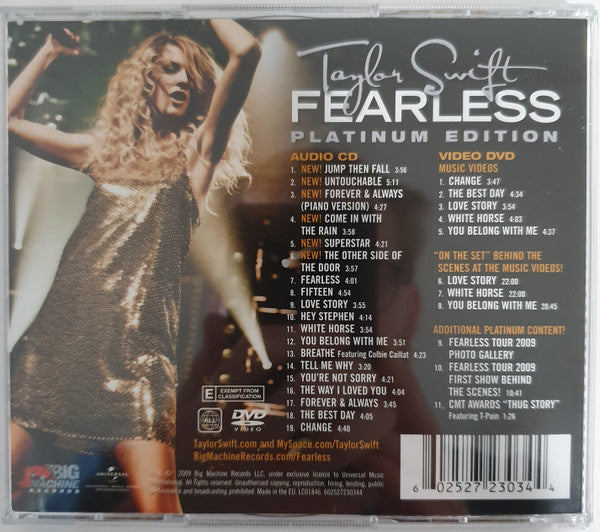 Taylor Swift
FEARLESS
PLATINUM EDITION
AUDIO CD
1. NEW! JUMP THEN FALL 3:56
2. NEW! UNTOUCHABLE 5:11
3. NEW! FOREVER & ALWAYS
(PIANO VERSION) 4:27
4. NEW! COME IN WITH
THE RAIN 3:58
5. NEW! SUPERSTAR 4:21
6. NEW! THE OTHER SIDE OF
THE DOOR 3:57
7. FEARLESS 4:01
8. FIFTEEN 4:54
9. LOVE STORY 3:55
10. HEY STEPHEN 4:14
11. WHITE HORSE 3:54
12. YOU BELONG WITH ME 3:51
13. BREATHE Featuring Colbie Caillat 4.23
14. TELL ME WHY 3.20
15. YOU'RE NOT SORRY 4.21
16. THE WAY I LOVED YOU 4.04
17. FOREVER & ALWAYS 3.45
18. THE BEST DAY 4.05
19. CHANGE 4.40
VIDEO DVD
MUSIC VIDEOS
1. CHANGE 3:47
2. THE BEST DAY 4:34
3. LOVE STORY 3:54
4. WHITE HORSE 4:03
5. YOU BELONG WITH ME 4:37
"ON THE SET" BEHIND THE
SCENES AT THE MUSIC VIDEOS!
6. LOVE STORY 22:00
7. WHITE HORSE 22:00
8. YOU BELONG WITH ME 20:45
ADDITIONAL PLATINUM CONTENT!
9. FEARLESS TOUR 2009
PHOTO GALLERY
10. FEARLESS TOUR 2009
FIRST SHOW BEHIND
THE SCENES! 10:41
11. CMT AWARDS "THUG STORY"
Featuring T-Pain 1:26
E EXEMPT FROM
CLASSIFICATION
ALL
DVD
VIDEO
TaylorSwift.com and MySpace.com/TaylorSwift
BigMachineRecords.com/Fearless
BIG
MACHINE
RECORDS
UNIVERSAL
2009 Big Machine Records LLC. under exclusive licence to Universal Music
International. All Rights Reserved. Unauthorised copying, reproduction, hiring, lending, public
performance and broadcasting prohibited. Made in the EU. LC01846. 602527230344
6 02527 23034 4